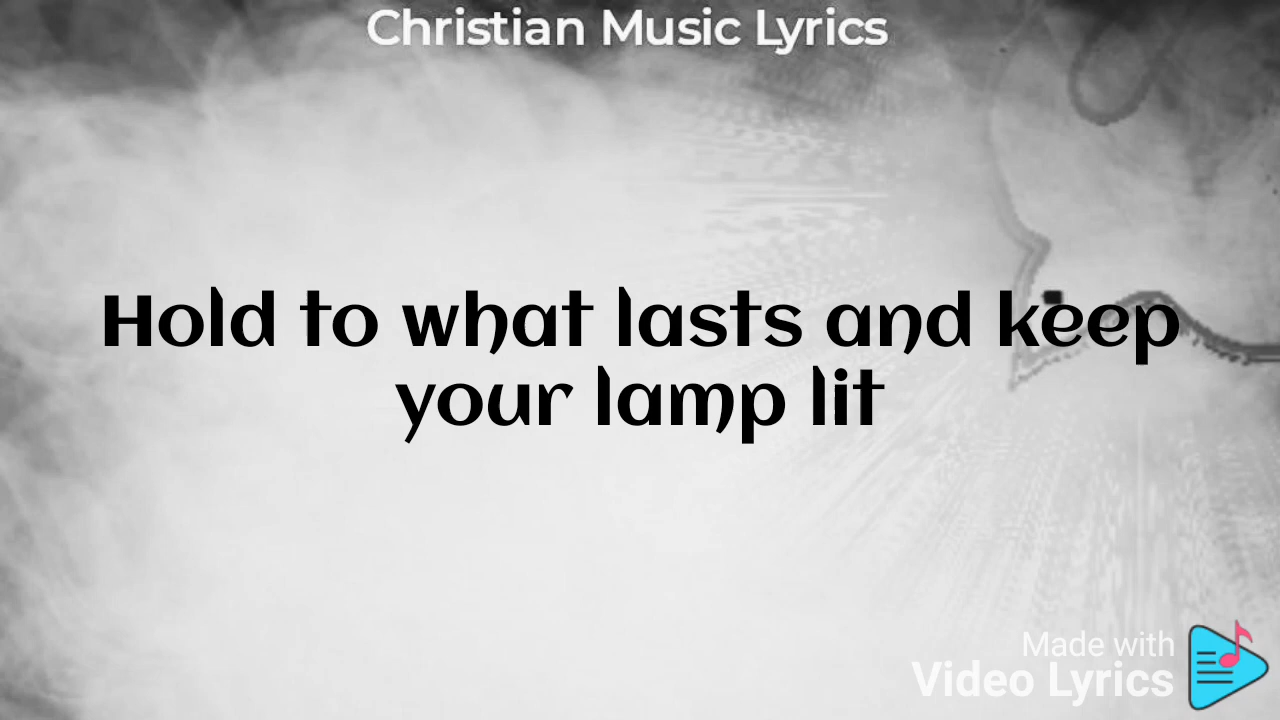 Christian Music Lyrics
Hold to what lasts and keep
your lamp lit
Made with
Video Lyrics